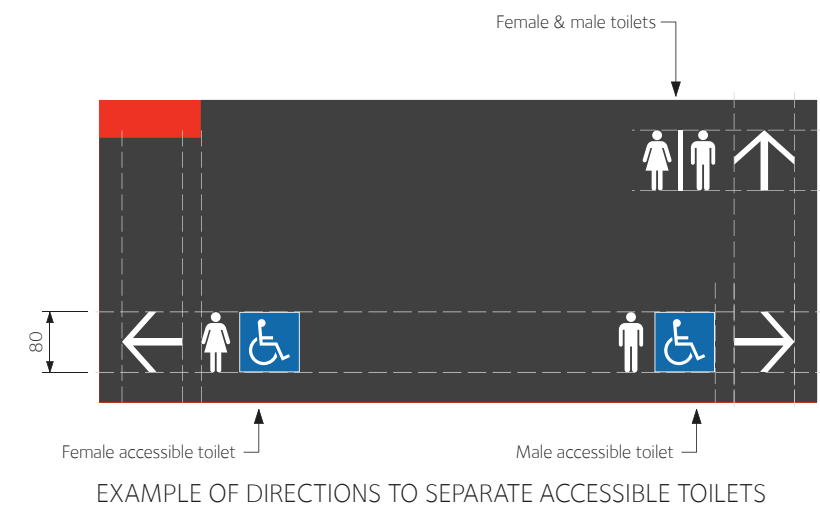 Female & male toilets
80
Female accessible toilet
Male accessible toilet
EXAMPLE OF DIRECTIONS TO SEPARATE ACCESSIBLE TOILETS